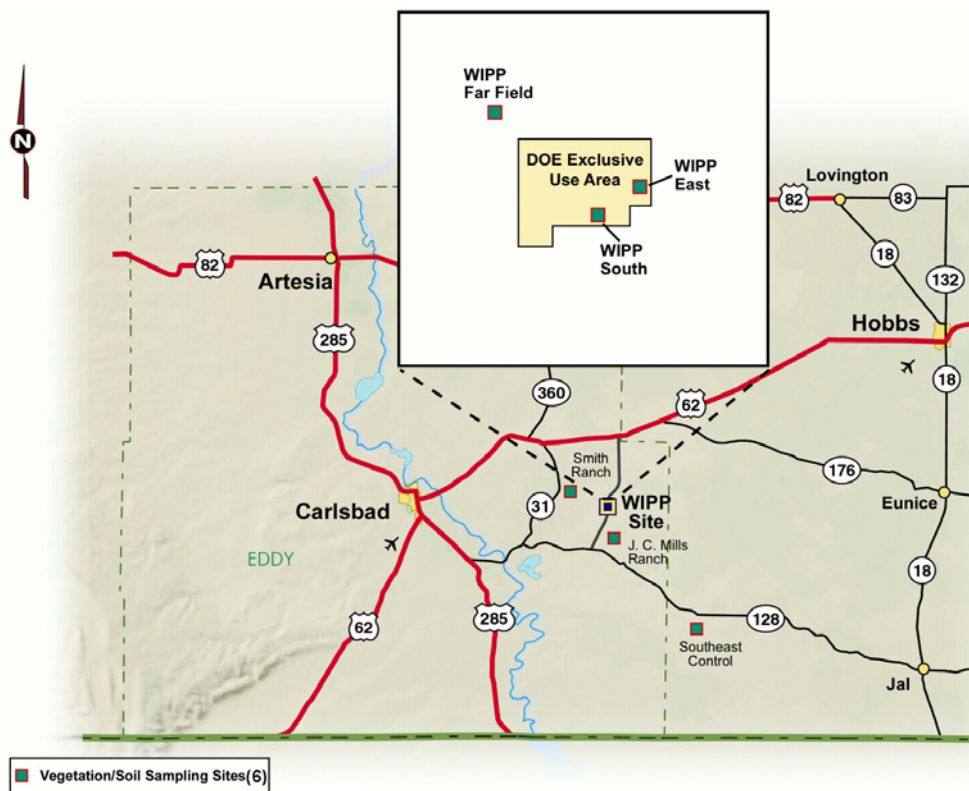 WIPP
Far Field
DOE Exclusive
Use Area
WIPP
East
WIPP
South
N
Lovington
82
83
82
Artesia
18
132
285
Hobbs
360
62
18
Smith
Ranch
176
31
WIPP
Site
Eunice
Carlsbad
J. C. Mills
Ranch
EDDY
18
62
285
128
Southeast
Control
Jal
Vegetation/Soil Sampling Sites(6)